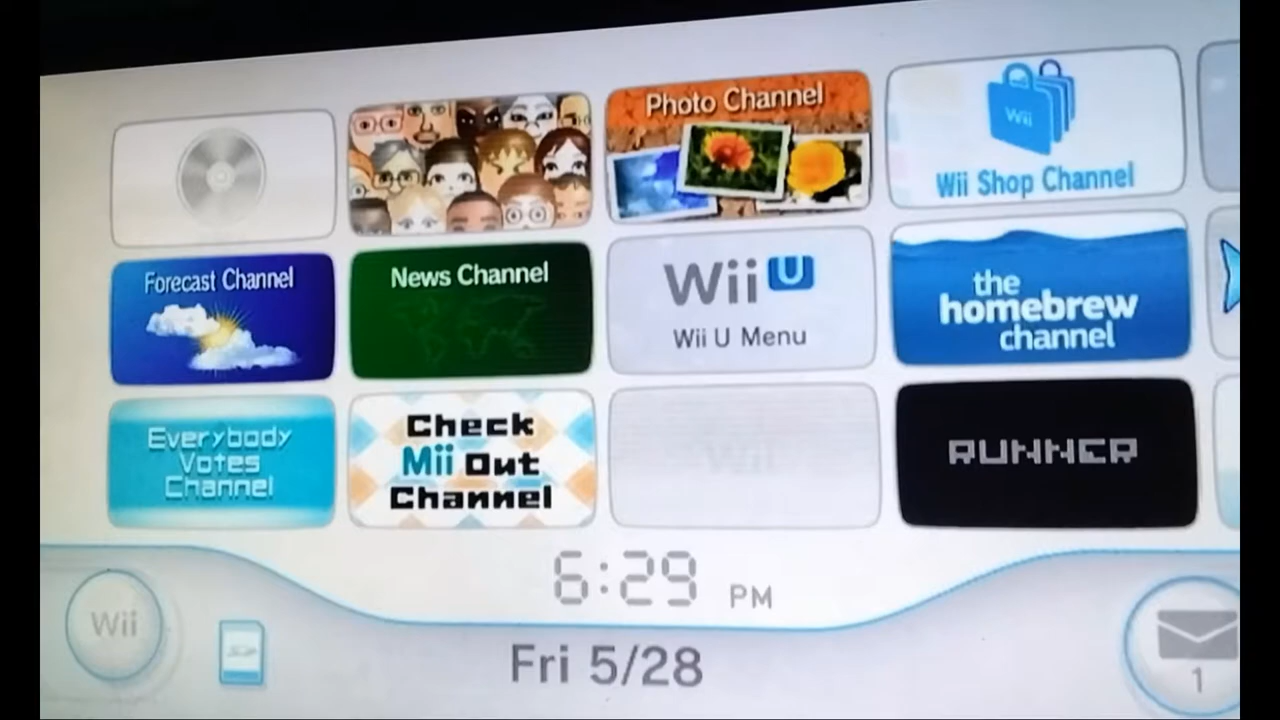 Photo Channel
Wii
Wii Shop Channel
Forecast Channel
News Channel
Wii U
Wii U Menu
the
homebrew
channel
Everybody
Votes
Channel
Check
Mii Out
Channel
Wii
RUNNER
6:29 PM
Wii
Fri 5/28
1